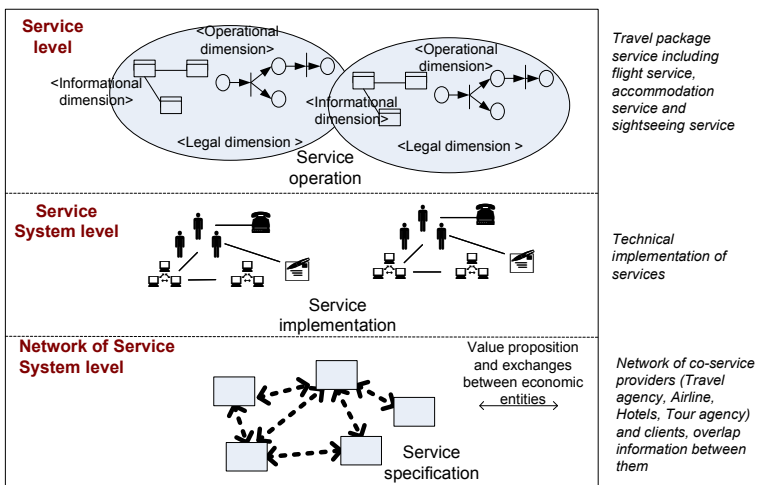 Service
level
<Operational
dimension>
<Informational
dimension>
<Legal dimension >
<Operational
dimension>
<Informational
dimension>
<Legal dimension >
Service
operation
Travel package
service including
flight service,
accommodation
service and
sightseeing service
Service
System level
Service
implementation
Technical
implementation of
services
Network of Service
System level
Value proposition
and exchanges
between economic
entities
Service
specification
Network of co-service
providers (Travel
agency, Airline,
Hotels, Tour agency)
and clients, overlap
information between
them